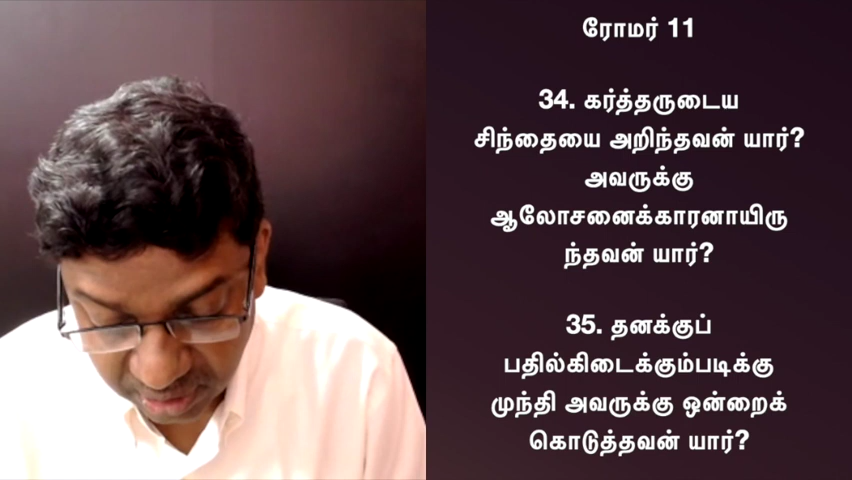 ரோமர் 11
34. கர்த்தருடைய
சிந்தையை அறிந்தவன் யார்?
அவருக்கு
ஆலோசனைக்காரனாயிரு
ந்தவன் யார்?
35. தனக்குப்
பதில்கிடைக்கும்படிக்கு
முந்தி அவருக்கு ஒன்றைக்
கொடுத்தவன் யார்?